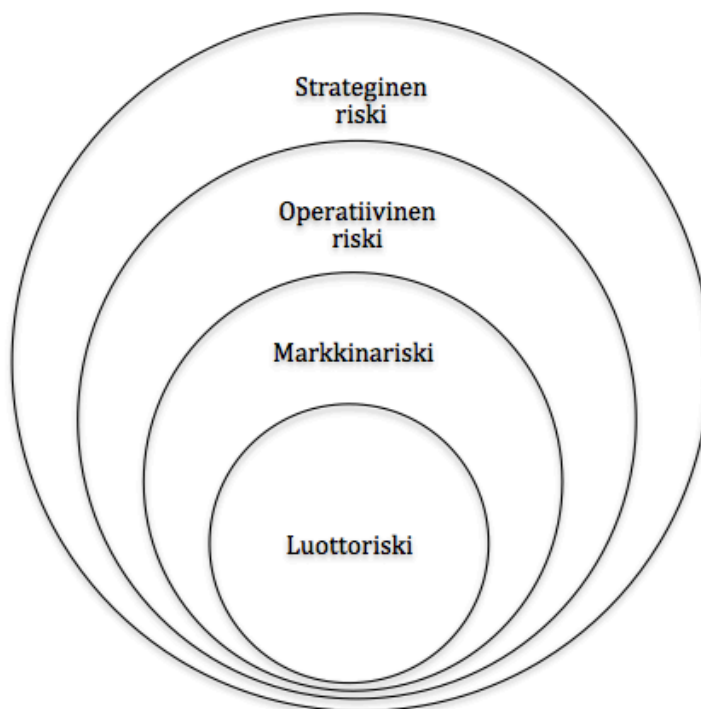 Strateginen
riski
Operatiivinen
riski
Markkinariski
Luottoriski